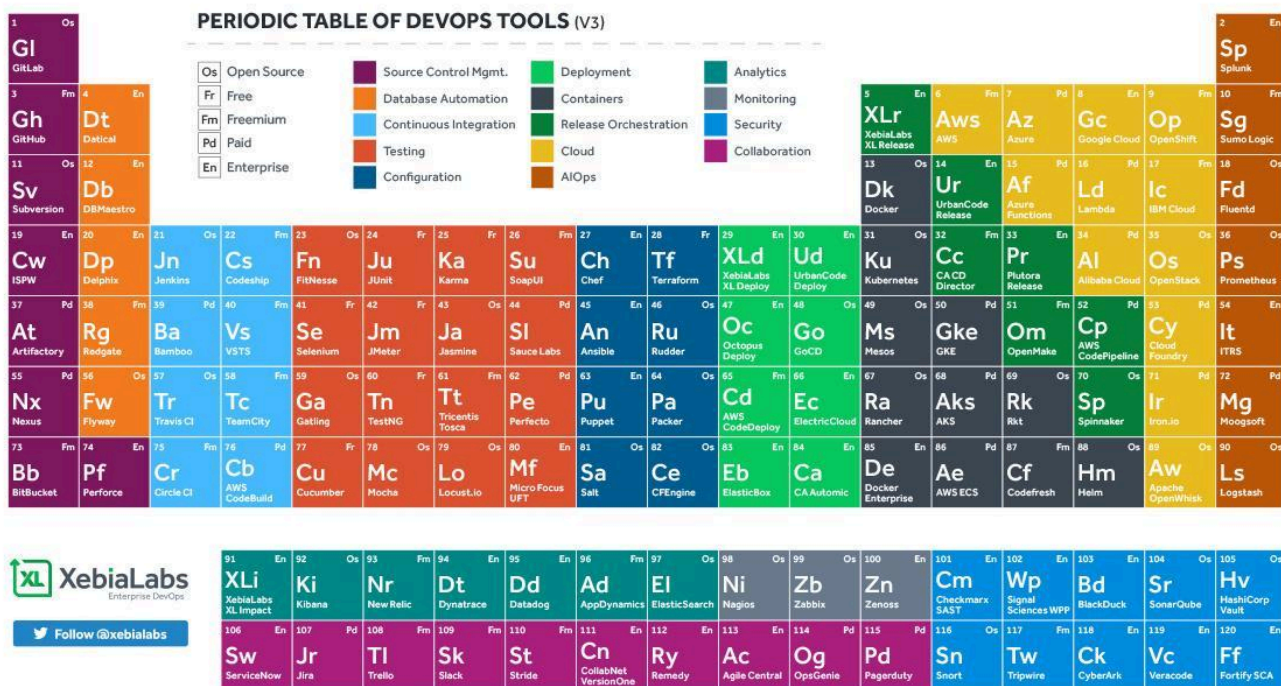 PERIODIC TABLE OF DEVOPS TOOLS (V3)
Os Open Source
Fr Free
Fm Freemium
Pd Paid
En Enterprise
Source Control Mgmt.
Database Automation
Continuous Integration
Testing
Configuration
Deployment
Containers
Release Orchestration
Cloud
AIOps
Analytics
Monitoring
Security
Collaboration
1 Os
Gl
GitLab
2 En
Sp
Splunk
3 Fm
Gh
GitHub
4 En
Dt
Datical
5 En
XLr
XebiaLabs
XL Release
6 Fm
Aws
AWS
7 Pd
Az
Azure
8 En
Gc
Google Cloud
9 Fm
Op
OpenShift
10 Fm
Sg
Sumo Logic
11 Os
Sv
Subversion
12 En
Db
DBMaestro
13 Os
Dk
Docker
14 En
Ur
UrbanCode
Release
15 Pd
Af
Azure
Functions
16 Pd
Ld
Lambda
17 Fm
Ic
IBM Cloud
18 Os
Fd
Fluentd
19 En
Cw
ISPW
20 En
Dp
Delphix
21 Os
Jn
Jenkins
22 Fm
Cs
Codeship
23 Os
Fn
FitNesse
24 Fr
Ju
JUnit
25 Fr
Ka
Karma
26 Fm
Su
SoapUI
27 En
Ch
Chef
28 Fr
Tf
Terraform
29 En
XLd
XebiaLabs
XL Deploy
30 En
Ud
UrbanCode
Deploy
31 Os
Ku
Kubernetes
32 Fm
Cc
CA CD
Director
33 En
Pr
Plutora
Release
34 Pd
Al
Alibaba Cloud
35 Os
Os
OpenStack
36 Os
Ps
Prometheus
37 Pd
At
Artifactory
38 Fm
Rg
Redgate
39 Pd
Ba
Bamboo
40 Fm
Vs
VSTS
41 Fr
Se
Selenium
42 Fr
Jm
JMeter
43 Os
Ja
Jasmine
44 Pd
Sl
Sauce Labs
45 En
An
Ansible
46 Os
Ru
Rudder
47 En
Oc
Octopus
Deploy
48 Os
Go
GoCD
49 Os
Ms
Mesos
50 Pd
Gke
GKE
51 Fm
Om
OpenMake
52 Pd
Cp
AWS
CodePipeline
53 Pd
Cy
Cloud
Foundry
54 En
It
ITRS
55 Pd
Nx
Nexus
56 Os
Fw
Flyway
57 Os
Tr
Travis CI
58 Fm
Tc
TeamCity
59 Os
Ga
Gatling
60 Fr
Tn
TestNG
61 Fm
Tt
Tricentis
Tosca
62 Pd
Pe
Perfecto
63 En
Pu
Puppet
64 Os
Pa
Packer
65 Fm
Cd
AWS
CodeDeploy
66 En
Ec
ElectricCloud
67 Os
Ra
Rancher
68 Pd
Aks
AKS
69 Os
Rk
Rkt
70 Os
Sp
Spinnaker
71 Pd
Ir
Iron.io
72 Pd
Mg
Moogsoft
73 Fm
Bb
BitBucket
74 En
Pf
Perforce
75 Fm
Cr
Circle CI
76 Pd
Cb
AWS
CodeBuild
77 Fr
Cu
Cucumber
78 Os
Mc
Mocha
79 Os
Lo
Locust.io
80 En
Mf
Micro Focus
UFT
81 Os
Sa
Salt
82 Os
Ce
CFEngine
83 En
Eb
ElasticBox
84 En
Ca
CA Automic
85 En
De
Docker
Enterprise
86 Pd
Ae
AWS ECS
87 Fm
Cf
Codefresh
88 Os
Hm
Helm
89 Os
Aw
Apache
OpenWhisk
90 Os
Ls
Logstash
XL XebiaLabs
Enterprise DevOps
Follow @xebialabs
91 En
XLi
XebiaLabs
XL Impact
92 Os
Ki
Kibana
93 Fm
Nr
New Relic
94 En
Dt
Dynatrace
95 En
Dd
Datadog
96 Fm
Ad
AppDynamics
97 Os
El
ElasticSearch
98 Os
Ni
Nagios
99 Os
Zb
Zabbix
100 En
Zn
Zenoss
101 En
Cm
Checkmarx
SAST
102 En
Wp
Signal
Sciences WPP
103 En
Bd
BlackDuck
104 Os
Sr
SonarQube
105 Os
Hv
HashiCorp
Vault
106 En
Sw
ServiceNow
107 Pd
Jr
Jira
108 Fm
Tl
Trello
109 Fm
Sk
Slack
110 Fm
St
Stride
111 En
Cn
CollabNet
VersionOne
112 En
Ry
Remedy
113 En
Ac
Agile Central
114 Pd
Og
OpsGenie
115 Pd
Pd
Pagerduty
116 Os
Sn
Snort
117 Fm
Tw
Tripwire
118 En
Ck
CyberArk
119 En
Vc
Veracode
120 En
Ff
Fortify SCA